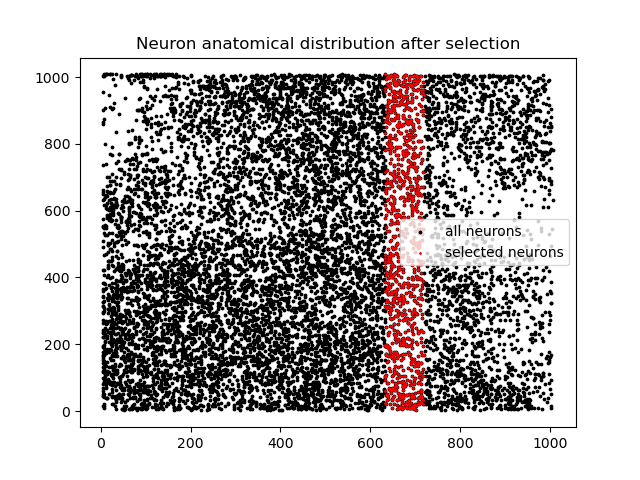 Neuron anatomical distribution after selection
1000
800
600
400
200
0
all neurons
selected neurons
0 200 400 600 800 1000